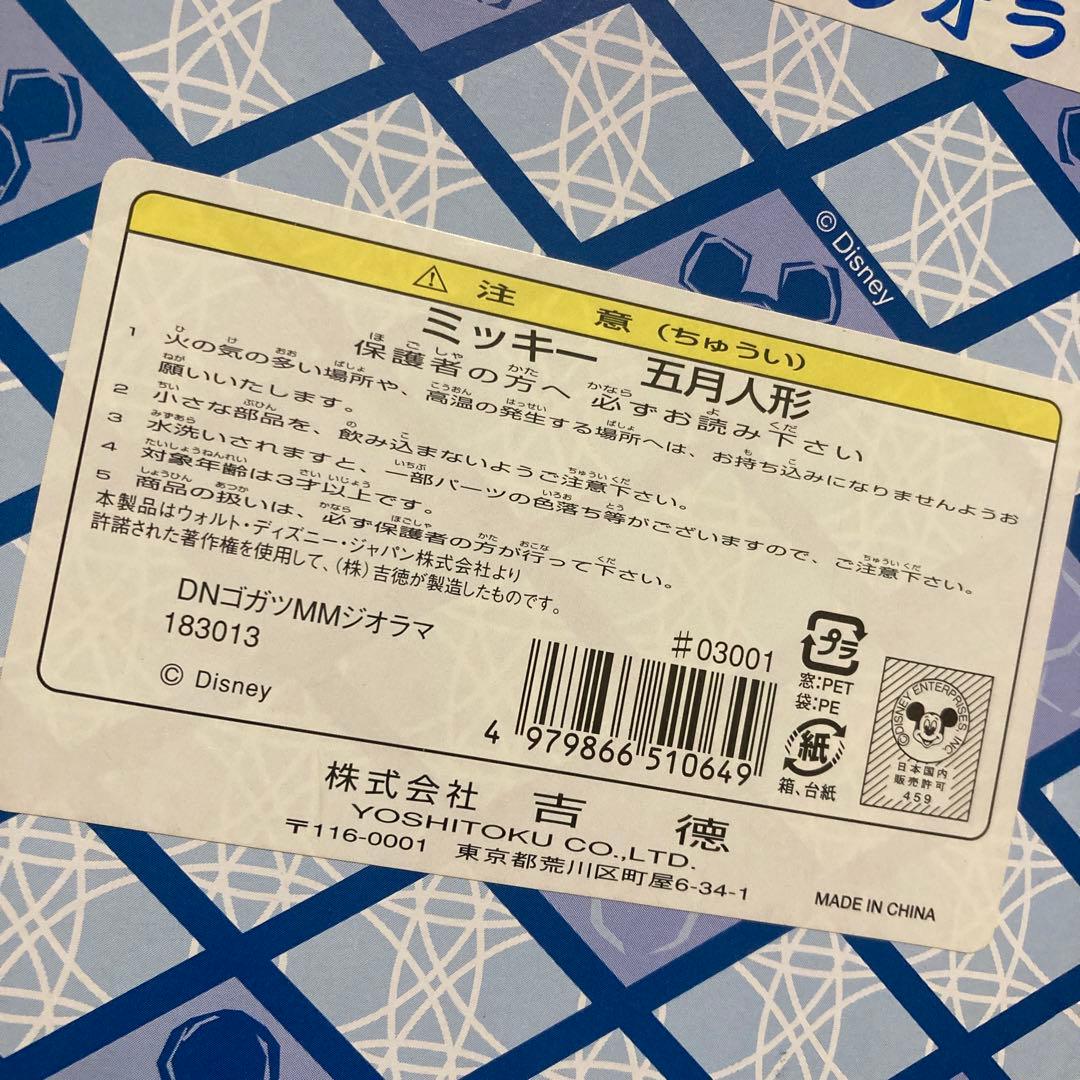 ジオラ
© Disney
⚠ 注 意 (ちゅうい)
ミッキー 五月人形
保護者の方へ 必ずお読み下さい
1 火の気の多い場所や、高温の発生する場所へは、お持ち込みになりませんようお
願いいたします。
2 小さな部品を、飲み込まないようご注意下さい。
3 水洗いされますと、一部パーツの色落ち等がございますので、ご注意下さい。
4 対象年齢は3才以上です。
5 商品の扱いは、必ず保護者の方が行って下さい。
本製品はウォルト・ディズニー・ジャパン株式会社より
許諾された著作権を使用して、(株)吉徳が製造したものです。
DNゴガツMMジオラマ
183013
© Disney
#03001
4 979866 510649
プラ
窓:PET
袋:PE
紙
箱、台紙
©DISNEY ENTERPRISES, INC.
日本国内
販売許可
459
株式会社 吉 徳
YOSHITOKU CO.,LTD.
〒116-0001 東京都荒川区町屋6-34-1
MADE IN CHINA